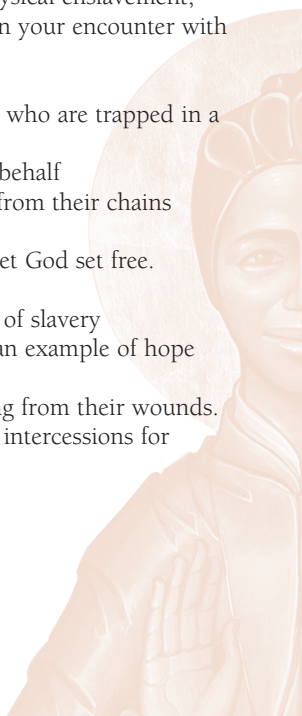 enslavement,
n your encounter with
who are trapped in a
behalf
from their chains
et God set free.
of slavery
an example of hope
g from their wounds.
intercessions for